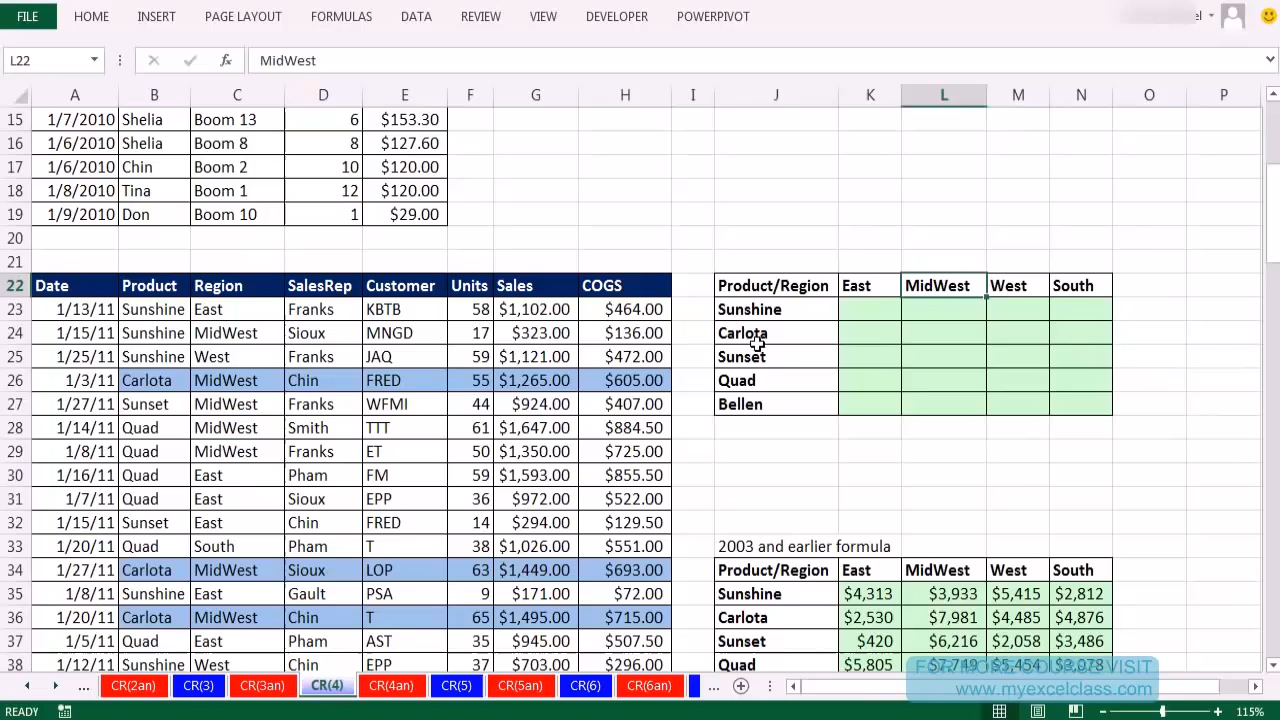 FILE HOME INSERT PAGE LAYOUT FORMULAS DATA REVIEW VIEW DEVELOPER POWERPIVOT
L22 fx MidWest
A B C D E F G H I J K L M N O P
15 1/7/2010 Shelia Boom 13 6 $153.30
16 1/6/2010 Shelia Boom 8 8 $127.60
17 1/6/2010 Chin Boom 2 10 $120.00
18 1/8/2010 Tina Boom 1 12 $120.00
19 1/9/2010 Don Boom 10 1 $29.00
20
21
22 Date Product Region SalesRep Customer Units Sales COGS Product/Region East MidWest West South
23 1/13/11 Sunshine East Franks KBTB 58 $1,102.00 $464.00 Sunshine
24 1/15/11 Sunshine MidWest Sioux MNGD 17 $323.00 $136.00 Carlota
25 1/25/11 Sunshine West Franks JAQ 59 $1,121.00 $472.00 Sunset
26 1/3/11 Carlota MidWest Chin FRED 55 $1,265.00 $605.00 Quad
27 1/27/11 Sunset MidWest Franks WFMI 44 $924.00 $407.00 Bellen
28 1/14/11 Quad MidWest Smith TTT 61 $1,647.00 $884.50
29 1/8/11 Quad MidWest Franks ET 50 $1,350.00 $725.00
30 1/16/11 Quad East Pham FM 59 $1,593.00 $855.50
31 1/7/11 Quad East Sioux EPP 36 $972.00 $522.00
32 1/15/11 Sunset East Chin FRED 14 $294.00 $129.50
33 1/20/11 Quad South Pham T 38 $1,026.00 $551.00 2003 and earlier formula
34 1/27/11 Carlota MidWest Sioux LOP 63 $1,449.00 $693.00 Product/Region East MidWest West South
35 1/8/11 Sunshine East Gault PSA 9 $171.00 $72.00 Sunshine $4,313 $3,933 $5,415 $2,812
36 1/20/11 Carlota MidWest Chin T 65 $1,495.00 $715.00 Carlota $2,530 $7,981 $4,485 $4,876
37 1/5/11 Quad East Pham AST 35 $945.00 $507.50 Sunset $420 $6,216 $2,058 $3,486
38 1/12/11 Sunshine West Chin EPP 37 $703.00 $296.00 Quad $5,805 $7,749 $5,454 $3,078
FOR MORE COURSE VISIT
www.myexcelclass.com
... CR(2an) CR(3) CR(3an) CR(4) CR(4an) CR(5) CR(5an) CR(6) CR(6an) ...
READY 115%